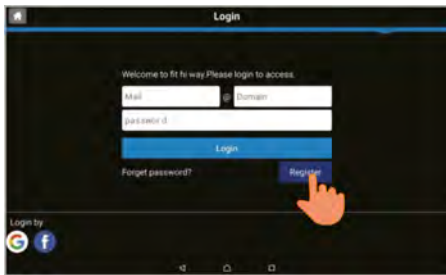 Login
Welcome to fit hi way.Please login to access.
Mail @ Domain
password
Login
Forget password? Register
Login by
G f